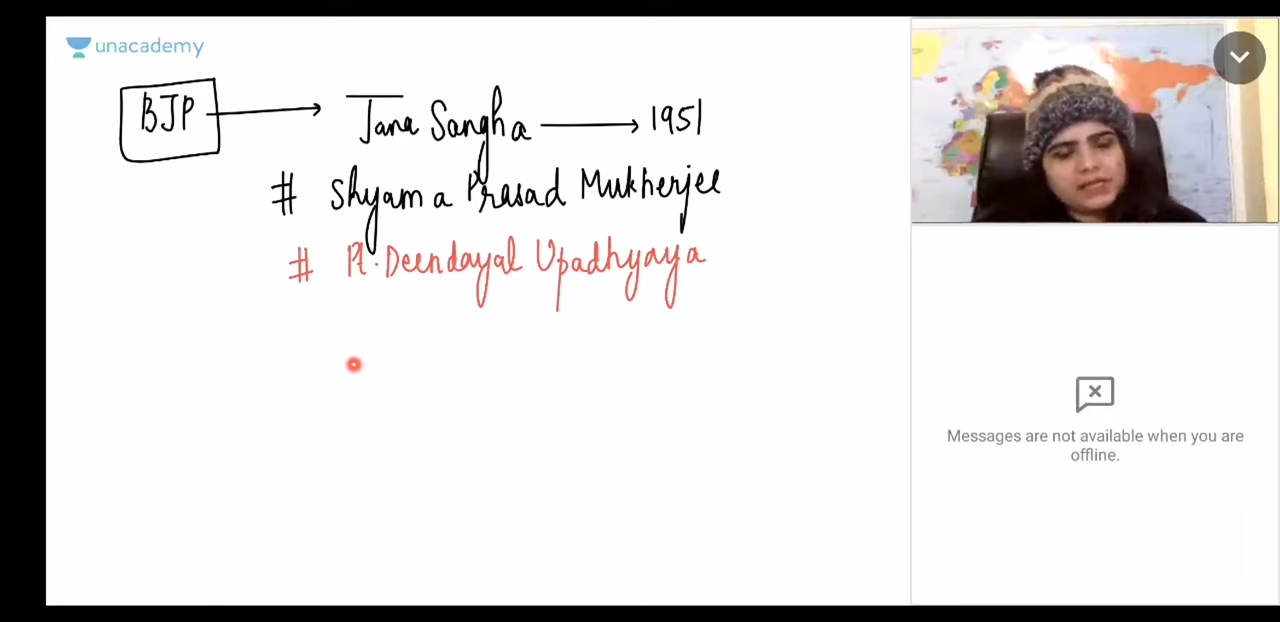 unacademy
BJP → Jana Sangha → 1951
# Shyama Prasad Mukherjee
# Pt. Deendayal Upadhyaya
Messages are not available when you are
offline.